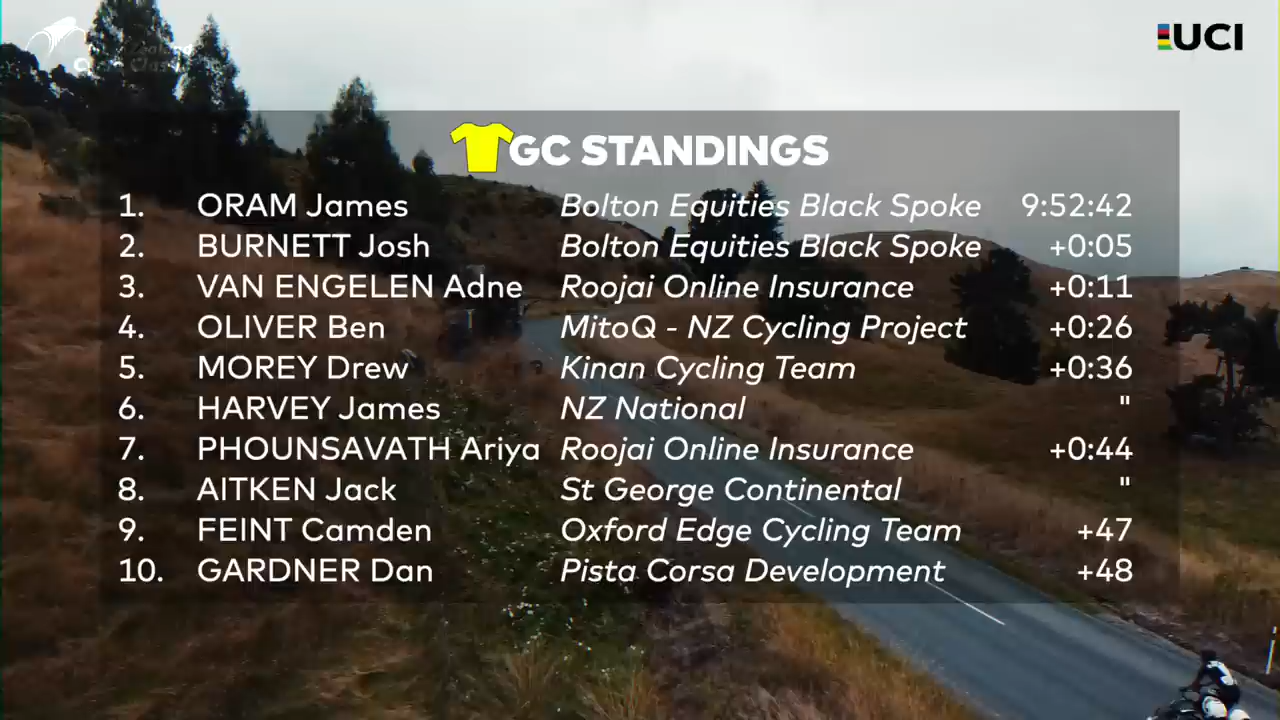 UCI
GC STANDINGS
1. ORAM James Bolton Equities Black Spoke 9:52:42
2. BURNETT Josh Bolton Equities Black Spoke +0:05
3. VAN ENGELEN Adne Roojai Online Insurance +0:11
4. OLIVER Ben MitoQ - NZ Cycling Project +0:26
5. MOREY Drew Kinan Cycling Team +0:36
6. HARVEY James NZ National "
7. PHOUNSAVATH Ariya Roojai Online Insurance +0:44
8. AITKEN Jack St George Continental "
9. FEINT Camden Oxford Edge Cycling Team +47
10. GARDNER Dan Pista Corsa Development +48